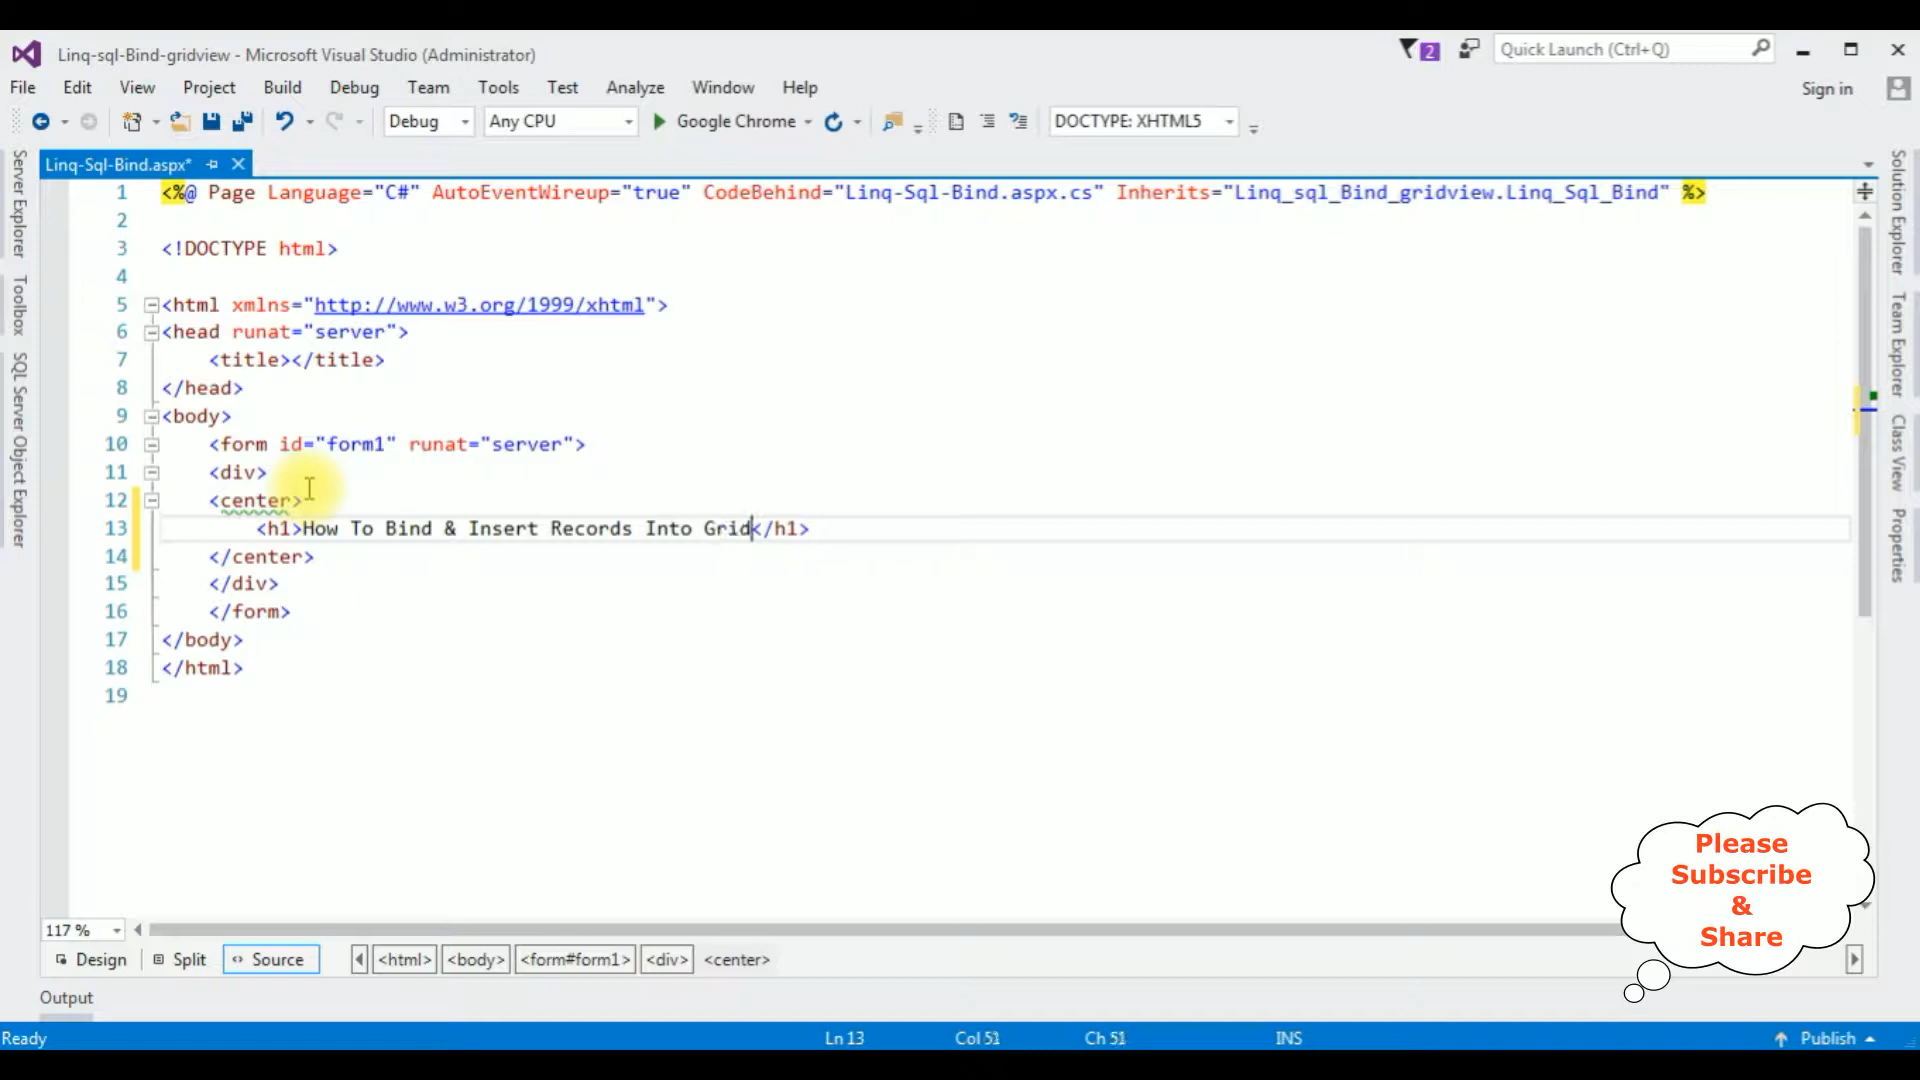 Linq-sql-Bind-gridview - Microsoft Visual Studio (Administrator)
2
Quick Launch (Ctrl+Q)
File Edit View Project Build Debug Team Tools Test Analyze Window Help
Sign in
Debug Any CPU Google Chrome DOCTYPE: XHTML5
Linq-Sql-Bind.aspx*
Server Explorer
Toolbox
SQL Server Object Explorer
1 <%@ Page Language="C#" AutoEventWireup="true" CodeBehind="Linq-Sql-Bind.aspx.cs" Inherits="Linq_sql_Bind_gridview.Linq_Sql_Bind" %>
2
3 <!DOCTYPE html>
4
5 <html xmlns="http://www.w3.org/1999/xhtml">
6 <head runat="server">
7 <title></title>
8 </head>
9 <body>
10 <form id="form1" runat="server">
11 <div>
12 <center>
13 <h1>How To Bind & Insert Records Into Grid</h1>
14 </center>
15 </div>
16 </form>
17 </body>
18 </html>
19
Solution Explorer
Team Explorer
Class View
Properties
Please
Subscribe
&
Share
117 %
Design Split Source <html> <body> <form#form1> <div> <center>
Output
Ready Ln 13 Col 51 Ch 51 INS Publish